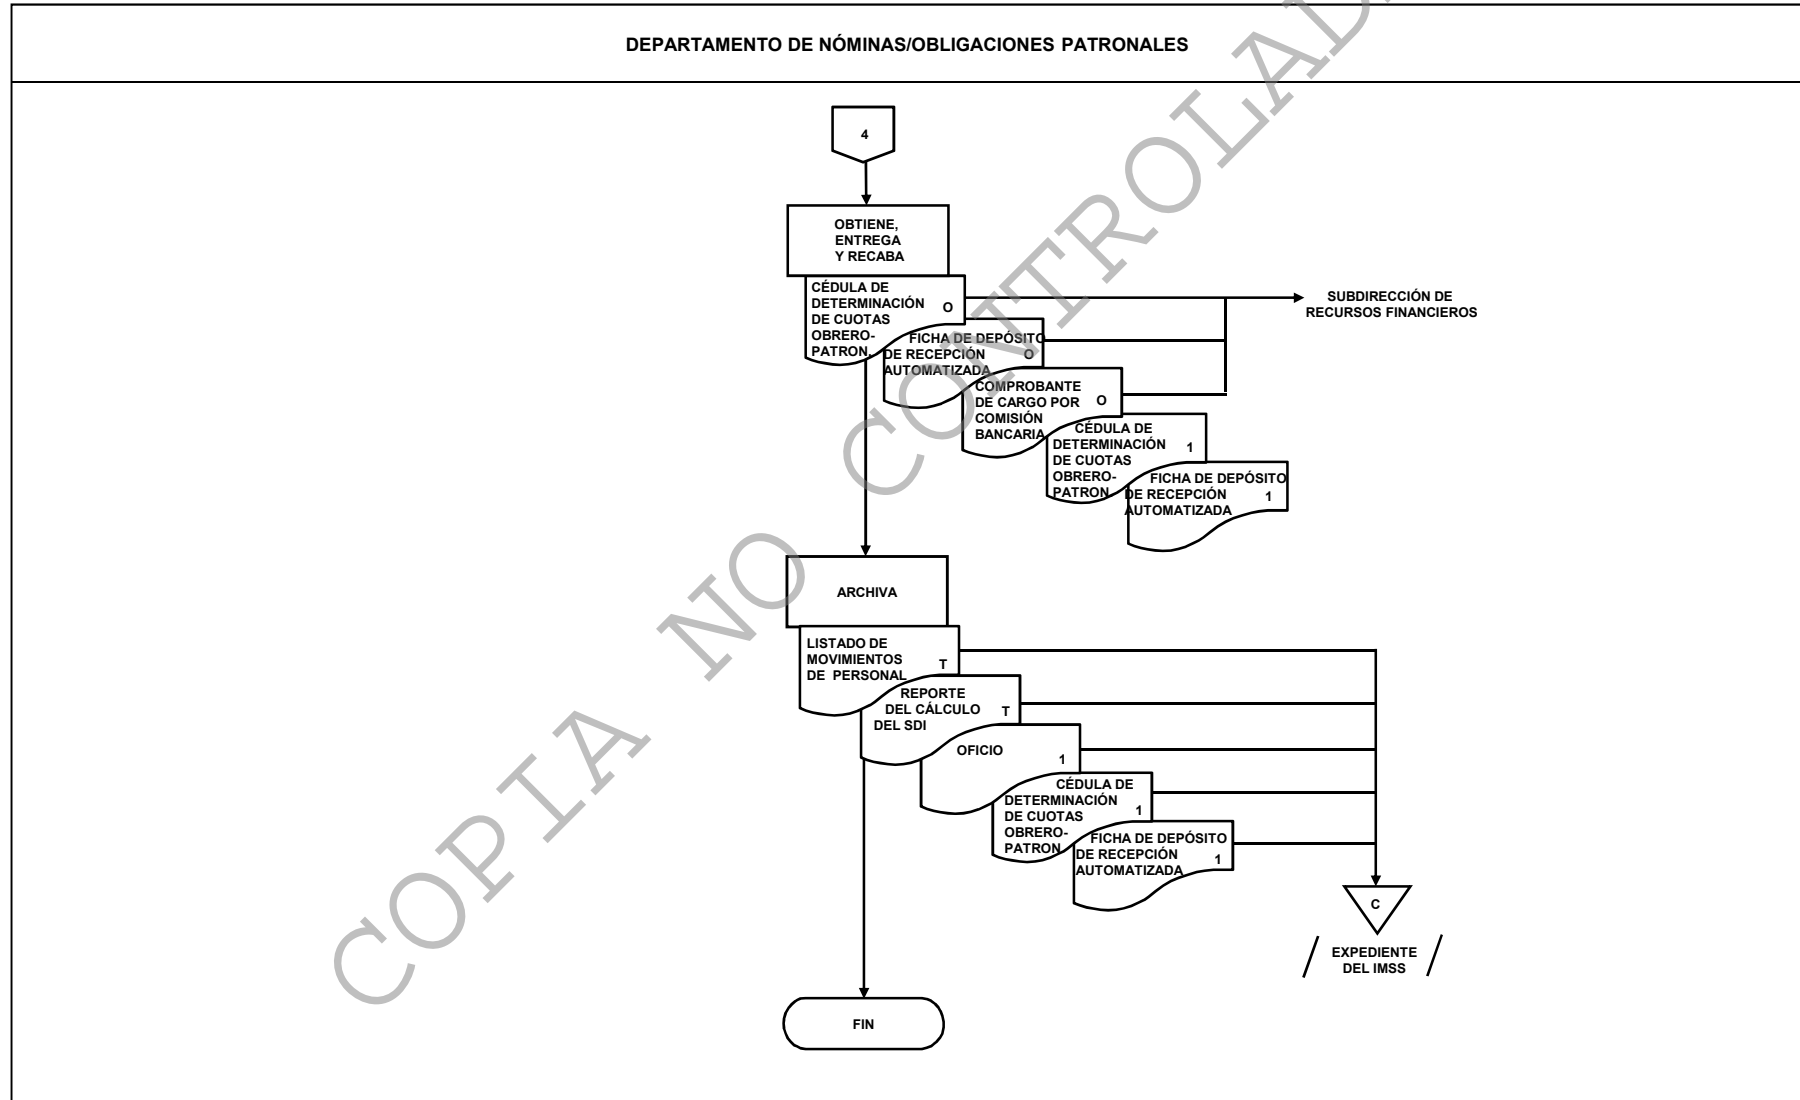 DEPARTAMENTO DE NÓMINAS/OBLIGACIONES PATRONALES
4
OBTIENE,
ENTREGA
Y RECABA
CÉDULA DE
DETERMINACIÓN O
DE CUOTAS
OBRERO-
PATRON.
SUBDIRECCIÓN DE
RECURSOS FINANCIEROS
FICHA DE DEPÓSITO
DE RECEPCIÓN O
AUTOMATIZADA
COMPROBANTE
DE CARGO POR O
COMISIÓN
BANCARIA
CÉDULA DE
DETERMINACIÓN 1
DE CUOTAS
OBRERO-
PATRON
FICHA DE DEPÓSITO
DE RECEPCIÓN 1
AUTOMATIZADA
ARCHIVA
LISTADO DE
MOVIMIENTOS
DE PERSONAL T
REPORTE
DEL CÁLCULO T
DEL SDI
OFICIO
1
CÉDULA DE
DETERMINACIÓN
DE CUOTAS 1
OBRERO-
PATRON
FICHA DE DEPÓSITO
DE RECEPCIÓN 1
AUTOMATIZADA
C
/ EXPEDIENTE /
DEL IMSS
FIN
COPIA NO CONTROLAD